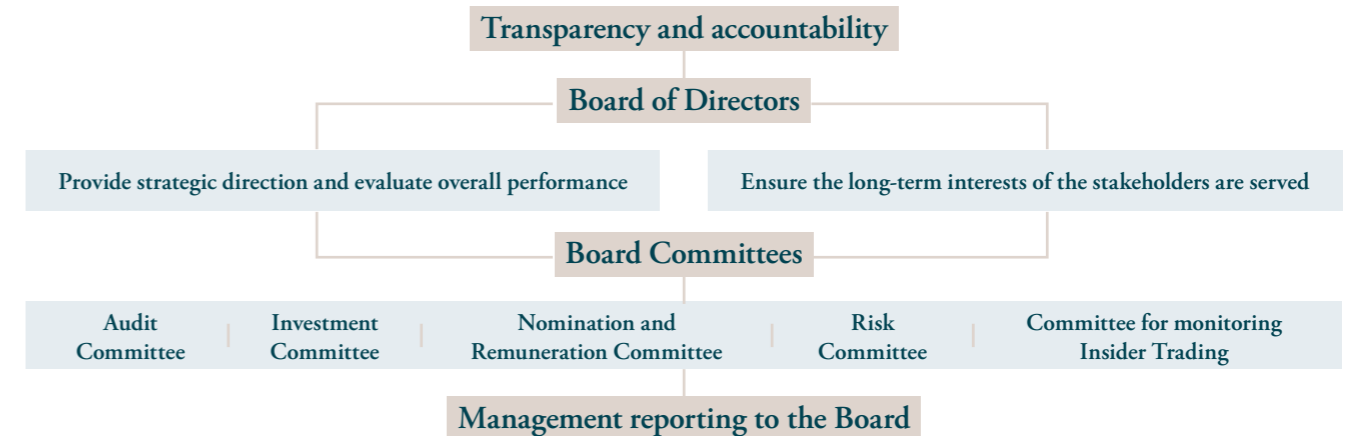 Transparency and accountability
Board of Directors
Provide strategic direction and evaluate overall performance
Ensure the long-term interests of the stakeholders are served
Board Committees
Audit
Committee
Investment
Committee
Nomination and
Remuneration Committee
Risk
Committee
Committee for monitoring
Insider Trading
Management reporting to the Board